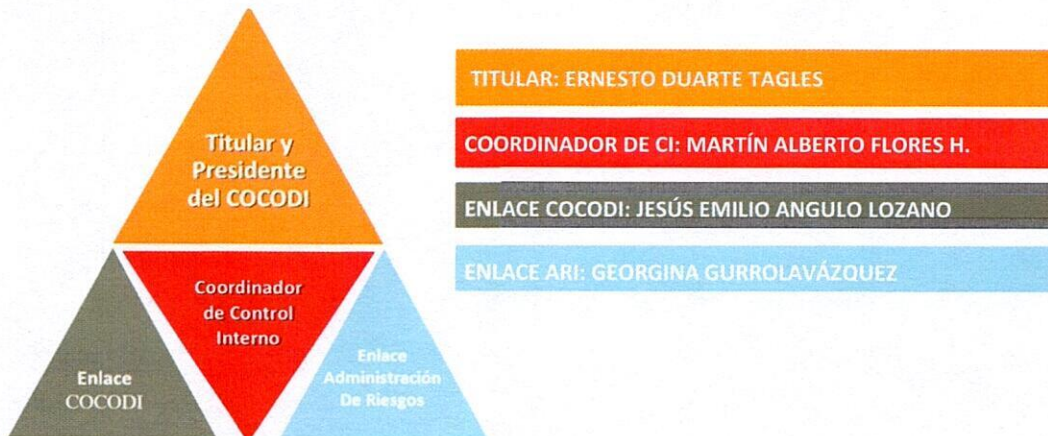 Titular y
Presidente
del COCODI
Coordinador
de Control
Interno
Enlace
COCODI
Enlace
Administración
De Riesgos
TITULAR: ERNESTO DUARTE TAGLES
COORDINADOR DE CI: MARTÍN ALBERTO FLORES H.
ENLACE COCODI: JESÚS EMILIO ANGULO LOZANO
ENLACE ARI: GEORGINA GURROLAVÁZQUEZ